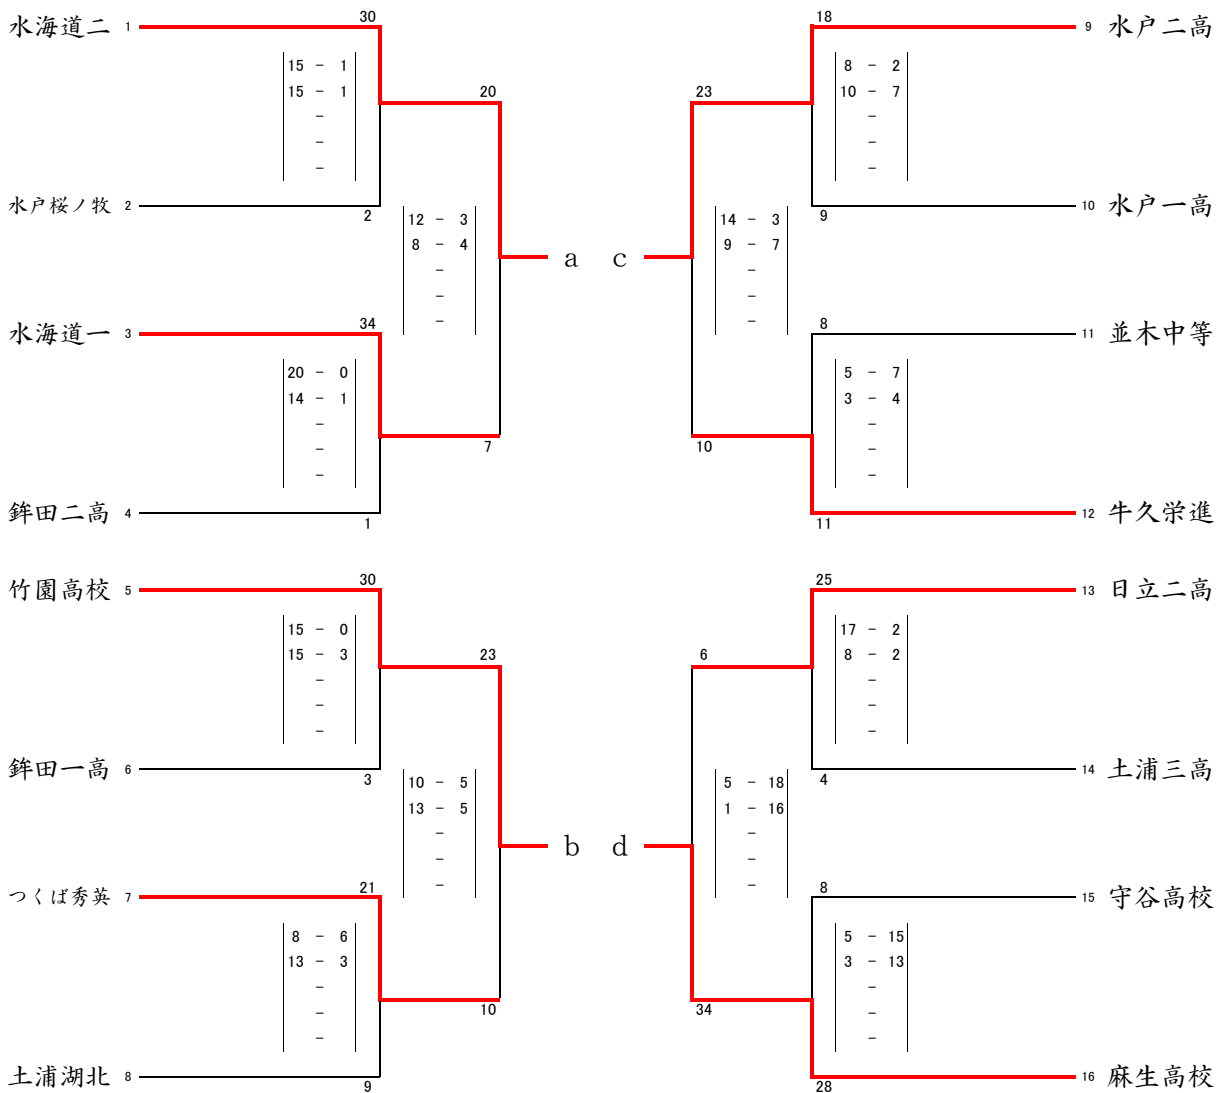 30 18
水海道二 1 9 水戸二高
15 - 1 8 - 2
15 - 1 20 23 10 - 7
- -
- -
- -
水戸桜ノ牧 2 10 水戸一高
2 9
12 - 3 14 - 3
8 - 4 9 - 7
- -
a c
- -
- -
34 8
水海道一 3 11 並木中等
20 - 0 5 - 7
14 - 1 3 - 4
- -
7 10
- -
- -
鉾田二高 4 12 牛久栄進
1 11
30 25
竹園高校 5 13 日立二高
15 - 0 17 - 2
15 - 3 23 6 8 - 2
- -
- -
- -
鉾田一高 6 14 土浦三高
3 4
10 - 5 5 - 18
13 - 5 1 - 16
- -
b d
- -
- -
21 8
つくば秀英 7 15 守谷高校
8 - 6 5 - 15
13 - 3 3 - 13
- -
10 34
- -
- -
土浦湖北 8 16 麻生高校
9 28